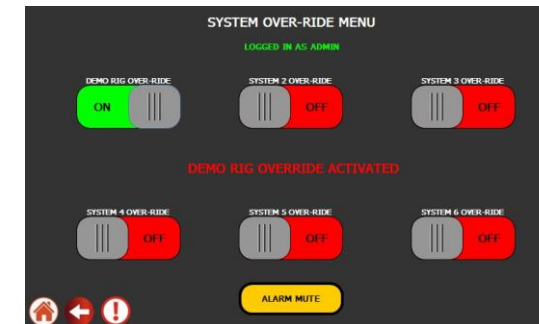 SYSTEM OVER-RIDE MENU
LOGGED IN AS ADMIN
DEMO RIG OVER-RIDE
SYSTEM 2 OVER-RIDE
SYSTEM 3 OVER-RIDE
ON
OFF
OFF
DEMO RIG OVERRIDE ACTIVATED
SYSTEM 4 OVER-RIDE
SYSTEM 5 OVER-RIDE
SYSTEM 6 OVER-RIDE
OFF
OFF
OFF
ALARM MUTE
!